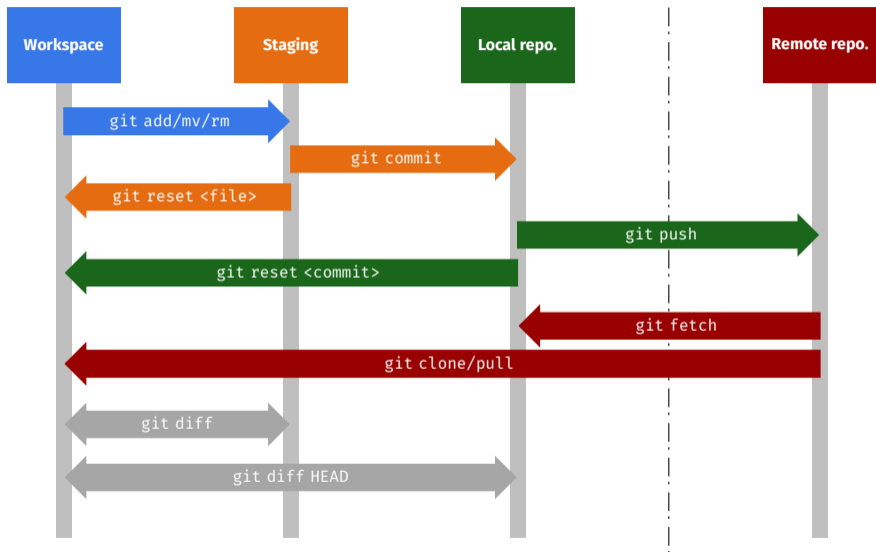 Workspace
Staging
Local repo.
Remote repo.
git add/mv/rm
git commit
git reset <file>
git push
git reset <commit>
git fetch
git clone/pull
git diff
git diff HEAD